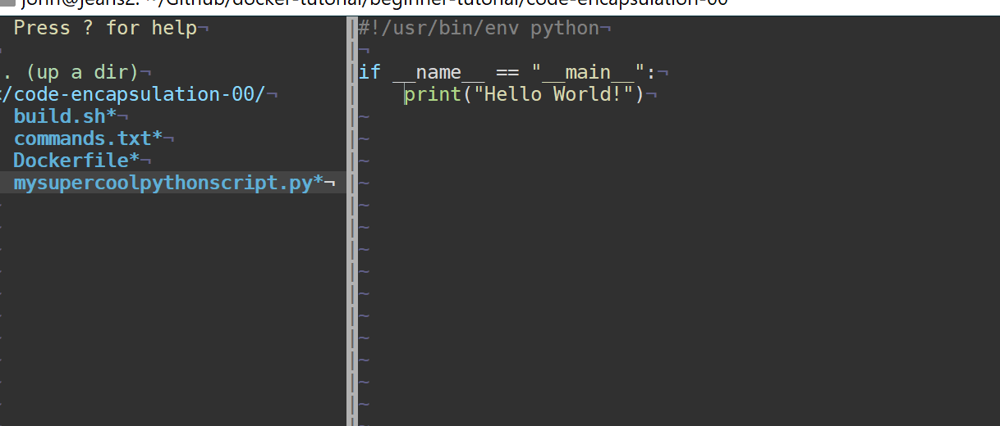 john@jeans2: ~/Github/docker-tutorial/beginner-tutorial/code-encapsulation-00
Press ? for help¬
¬
. (up a dir)¬
</code-encapsulation-00/¬
build.sh*¬
commands.txt*¬
Dockerfile*¬
mysupercoolpythonscript.py*¬
#!/usr/bin/env python¬
¬
if __name__ == "__main__":¬
    print("Hello World!")¬
~
~
~
~
~
~
~
~
~
~
~
~
~
~